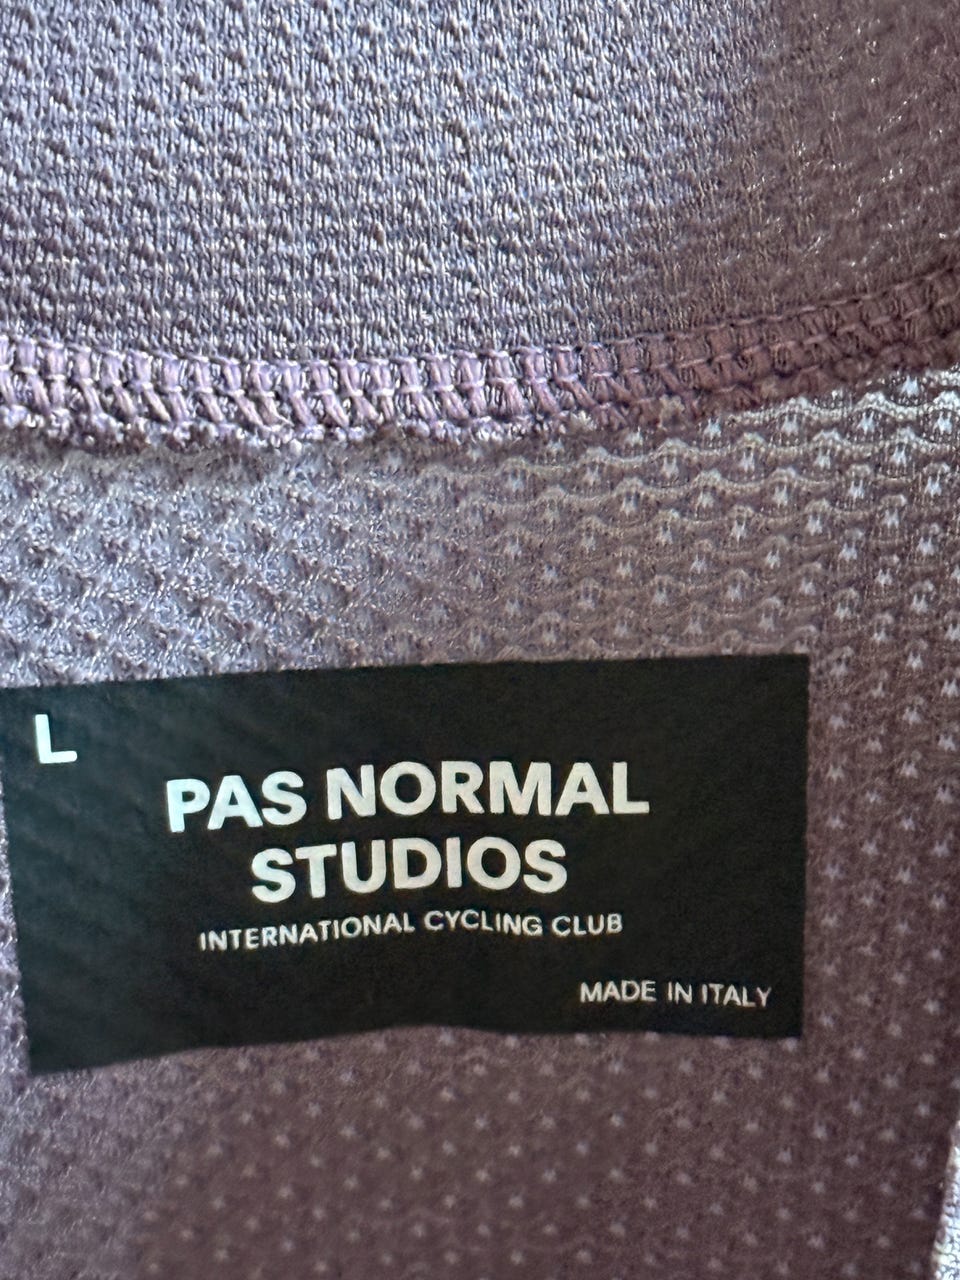 L
PAS NORMAL
STUDIOS
INTERNATIONAL CYCLING CLUB
MADE IN ITALY